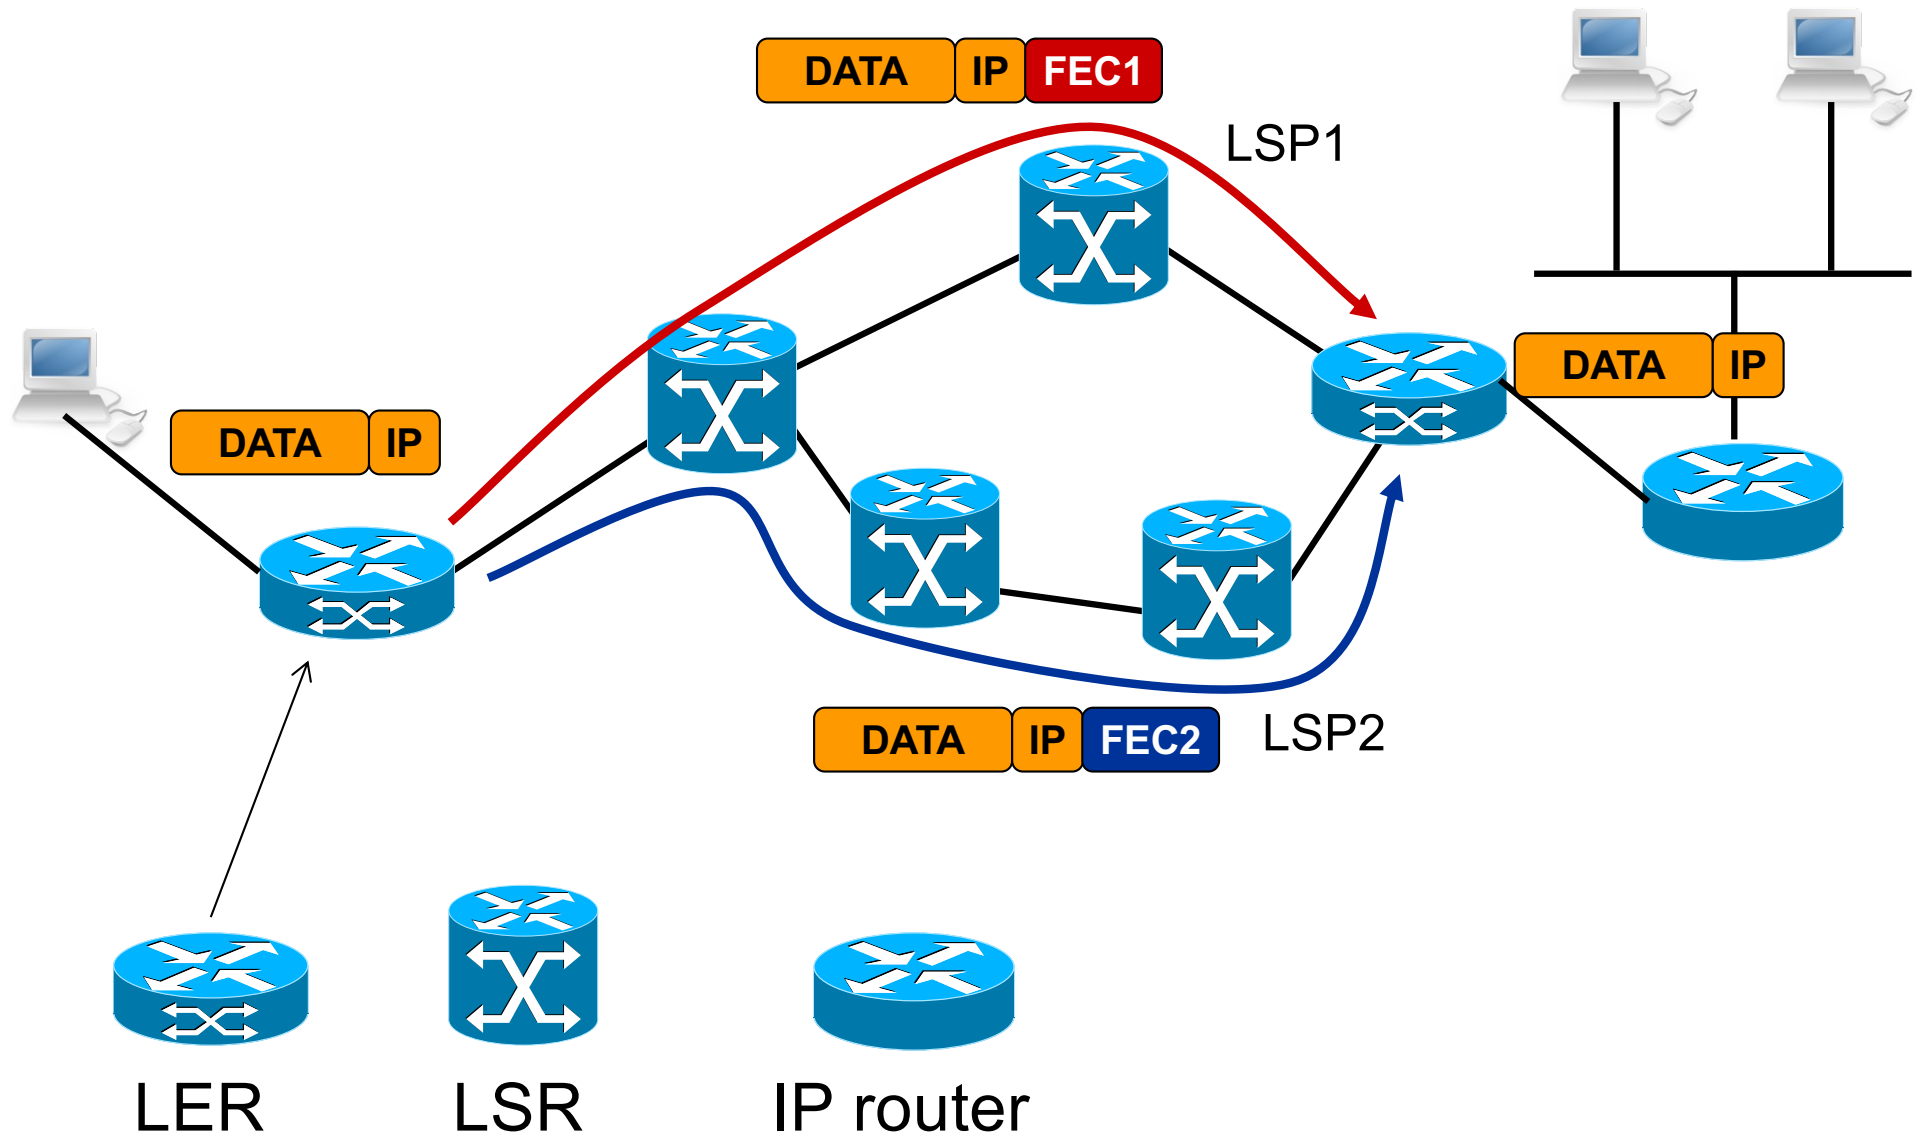 DATA IP FEC1
LSP1
DATA IP
DATA IP
DATA IP FEC2
LSP2
LER
LSR
IP router